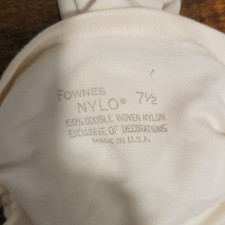 FOWNES
NYLO® 7½
100% DOUBLE WOVEN NYLON
EXCLUSIVE OF DECORATIONS
MADE IN U.S.A.